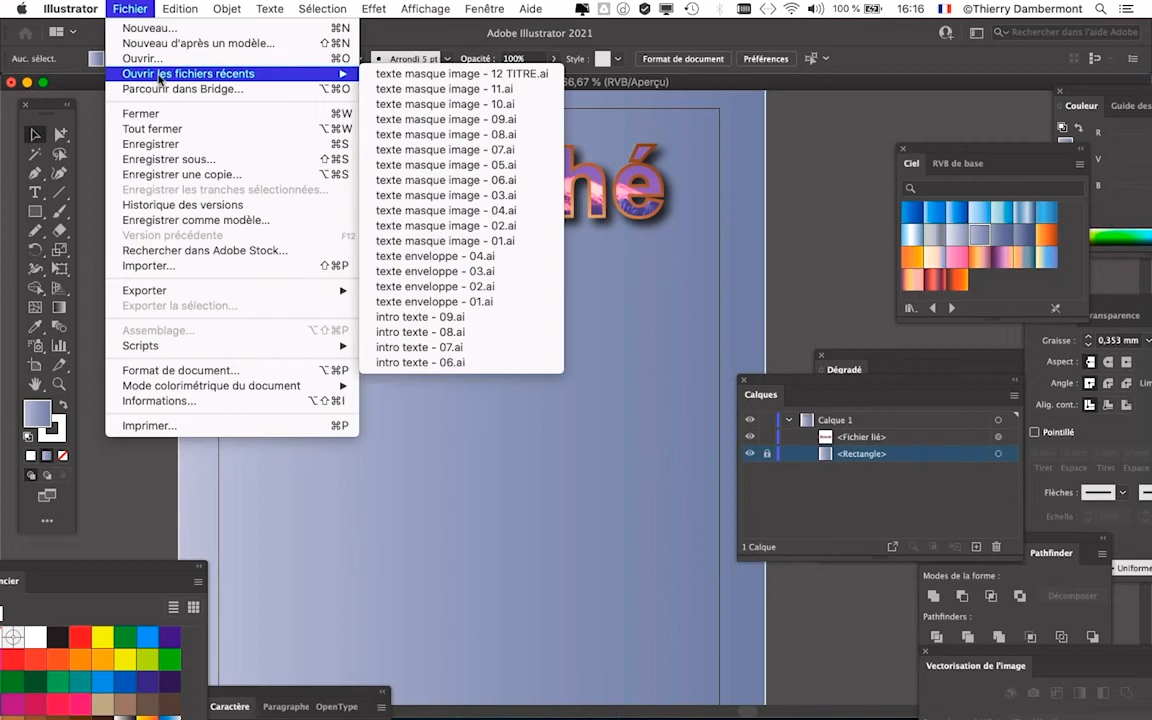 Illustrator Fichier Edition Objet Texte Sélection Effet Affichage Fenêtre Aide 100 % 16:16 ©Thierry Dambermont
Adobe Illustrator 2021
Rechercher dans l'aide Adobe
Auc. sélect.
Arrondi 5 pt
Opacité : 100%
Style :
Format de document
Préférences
66,67 % (RVB/Aperçu)
Nouveau... ⌘N
Nouveau d'après un modèle... ⇧⌘N
Ouvrir... ⌘O
Ouvrir les fichiers récents
Parcourir dans Bridge... ⌥⌘O
Fermer ⌘W
Tout fermer ⌥⌘W
Enregistrer ⌘S
Enregistrer sous... ⇧⌘S
Enregistrer une copie... ⌥⌘S
Enregistrer les tranches sélectionnées...
Historique des versions
Enregistrer comme modèle...
Version précédente F12
Rechercher dans Adobe Stock...
Importer... ⇧⌘P
Exporter
Exporter la sélection...
Assemblage... ⌥⇧⌘P
Scripts
Format de document... ⌥⌘P
Mode colorimétrique du document
Informations... ⌥⇧⌘I
Imprimer... ⌘P
texte masque image - 12 TITRE.ai
texte masque image - 11.ai
texte masque image - 10.ai
texte masque image - 09.ai
texte masque image - 08.ai
texte masque image - 07.ai
texte masque image - 05.ai
texte masque image - 06.ai
texte masque image - 03.ai
texte masque image - 04.ai
texte masque image - 02.ai
texte masque image - 01.ai
texte enveloppe - 04.ai
texte enveloppe - 03.ai
texte enveloppe - 02.ai
texte enveloppe - 01.ai
intro texte - 09.ai
intro texte - 08.ai
intro texte - 07.ai
intro texte - 06.ai
hé
Couleur Guide des
R
V
B
Ciel RVB de base
ransparence
Graisse : 0,353 mm
Aspect :
Angle : Lim
Align. cont. :
Pointillé
Tiret Espace Tiret Espace
Flèches :
Echelle :
Uniforme
Dégradé
Calques
Calque 1
<Fichier lié>
<Rectangle>
1 Calque
Pathfinder
Modes de la forme :
Décomposer
Pathfinders :
Vectorisation de l'image
ncier
Caractère Paragraphe OpenType